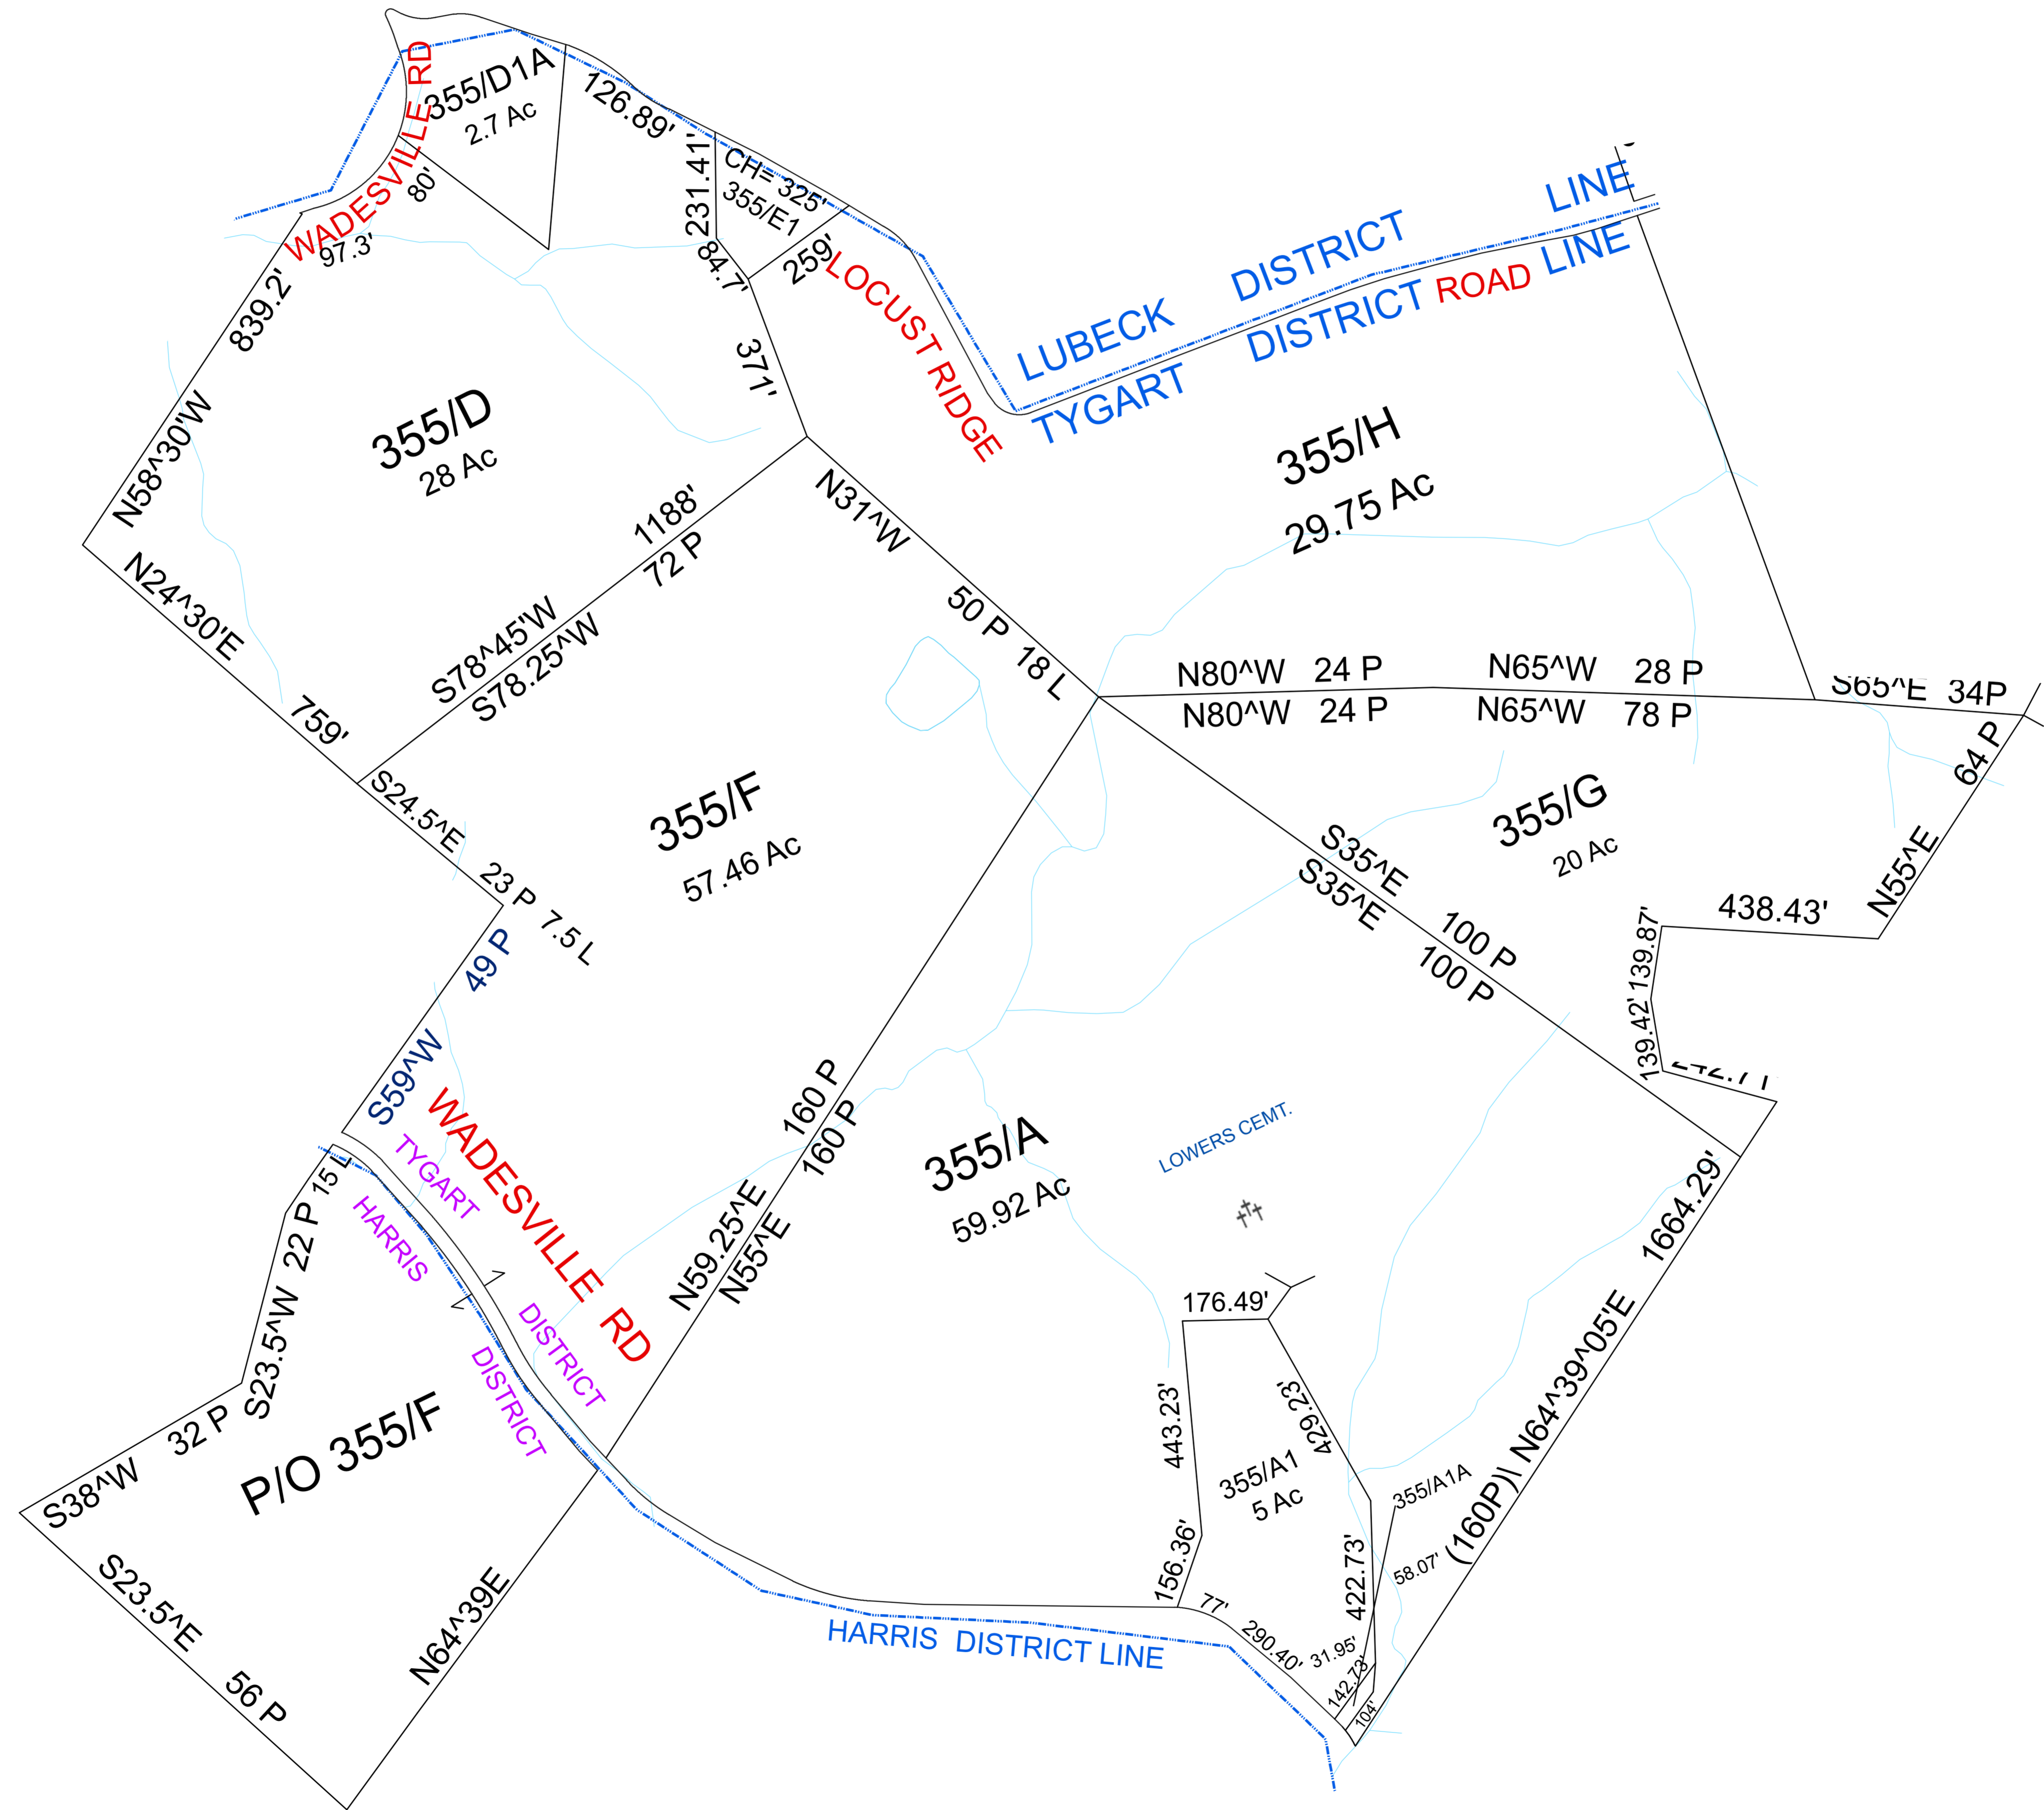 WADESVILLE RD
355/D1A
2.7 Ac
80'
97.3'
126.89'
231.41'
CH= 325'
355/E1
84.7'
259'
371'
LOCUST RIDGE
LUBECK DISTRICT LINE
TYGART DISTRICT LINE
ROAD
839.2'
N58^30'W
355/D
28 Ac
355/H
29.75 Ac
N31^W
50 P 18 L
1188'
72 P
S78^45'W
S78.25^W
N24^30'E
759'
N80^W 24 P N65^W 28 P
N80^W 24 P N65^W 78 P
S65^E 34P
64 P
N55^E
355/F
57.46 Ac
355/G
20 Ac
S24.5^E 23 P 7.5 L
S35^E 100 P
S35^E 100 P
438.43'
139.87'
139.42'
49 P
S59^W
WADESVILLE RD
TYGART DISTRICT
HARRIS DISTRICT
160 P
160 P
N59.25^E
N55^E
355/A
59.92 Ac
LOWERS CEMT.
15 L
22 P
S23.5^W
32 P
S38^W
P/O 355/F
S23.5^E 56 P
N64^39E
176.49'
443.23'
429.23'
355/A1
5 Ac
156.36'
422.73'
77'
290.40'
31.95'
142.73'
104'
355/A1A
58.07'
(160P)\ N64^39^05'E 1664.29'
HARRIS DISTRICT LINE